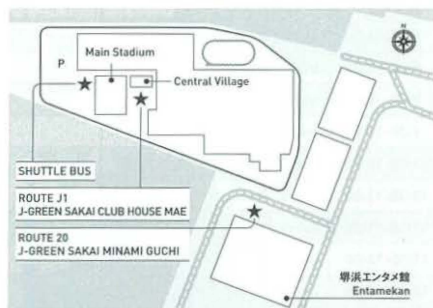 N
Main Stadium
P
Central Village
SHUTTLE BUS
ROUTE J1
J-GREEN SAKAI CLUB HOUSE MAE
ROUTE 20
J-GREEN SAKAI MINAMI GUCHI
堺浜エンタメ館
Entamekan